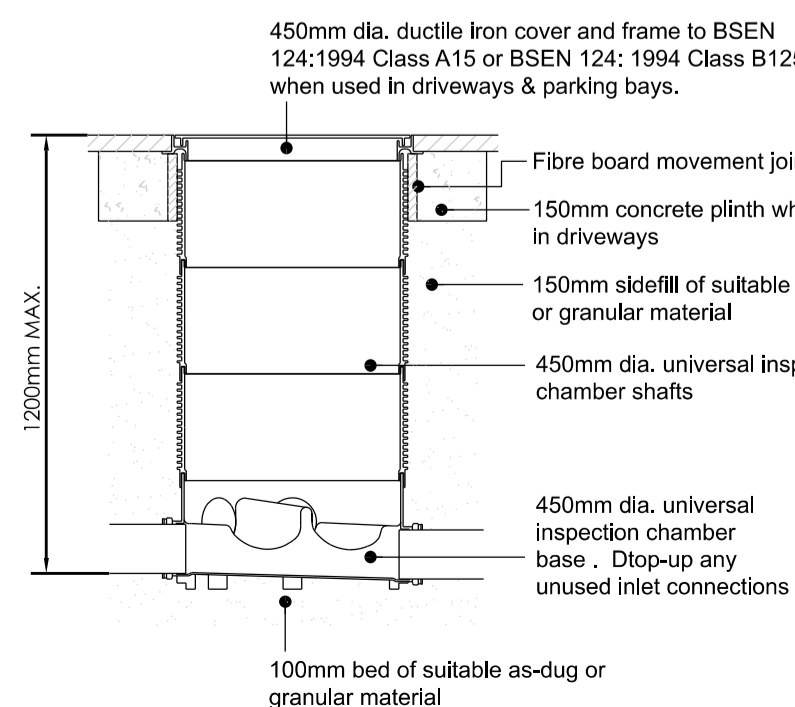 450mm dia. ductile iron cover and frame to BSEN
124:1994 Class A15 or BSEN 124: 1994 Class B125
when used in driveways & parking bays.
Fibre board movement
150mm concrete plinth
in driveways
150mm sidefill of suitable
or granular material
450mm dia. universal
chamber shafts
1200mm MAX.
450mm dia. universal
inspection chamber
base . Dtop-up any
unused inlet connections
100mm bed of suitable as-dug or
granular material